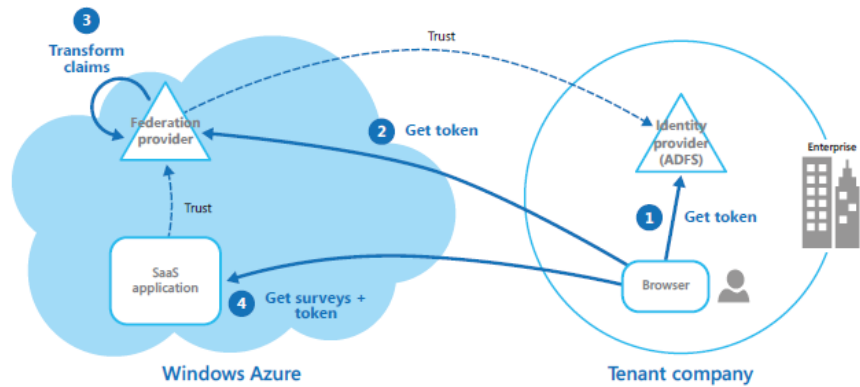 3
Transform
claims
Trust
Federation
provider
2 Get token
Identity
provider
(ADFS)
Enterprise
Trust
1 Get token
SaaS
application
4 Get surveys +
token
Browser
Windows Azure
Tenant company